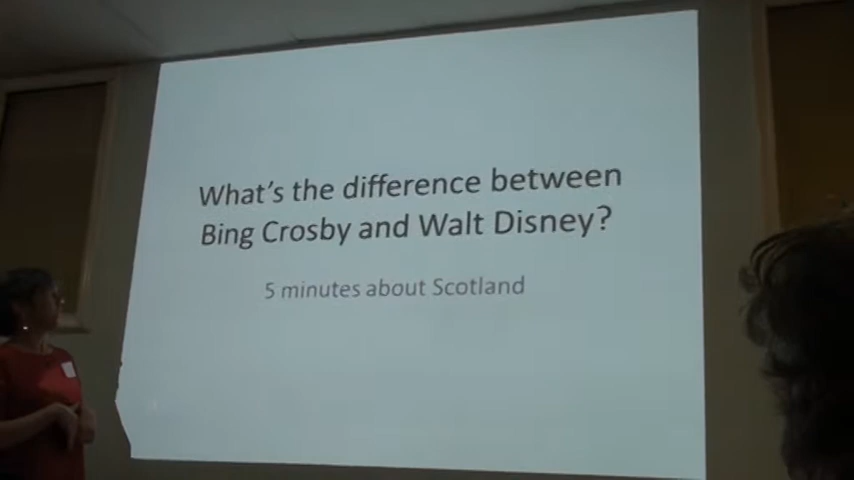 What's the difference between
Bing Crosby and Walt Disney?
5 minutes about Scotland